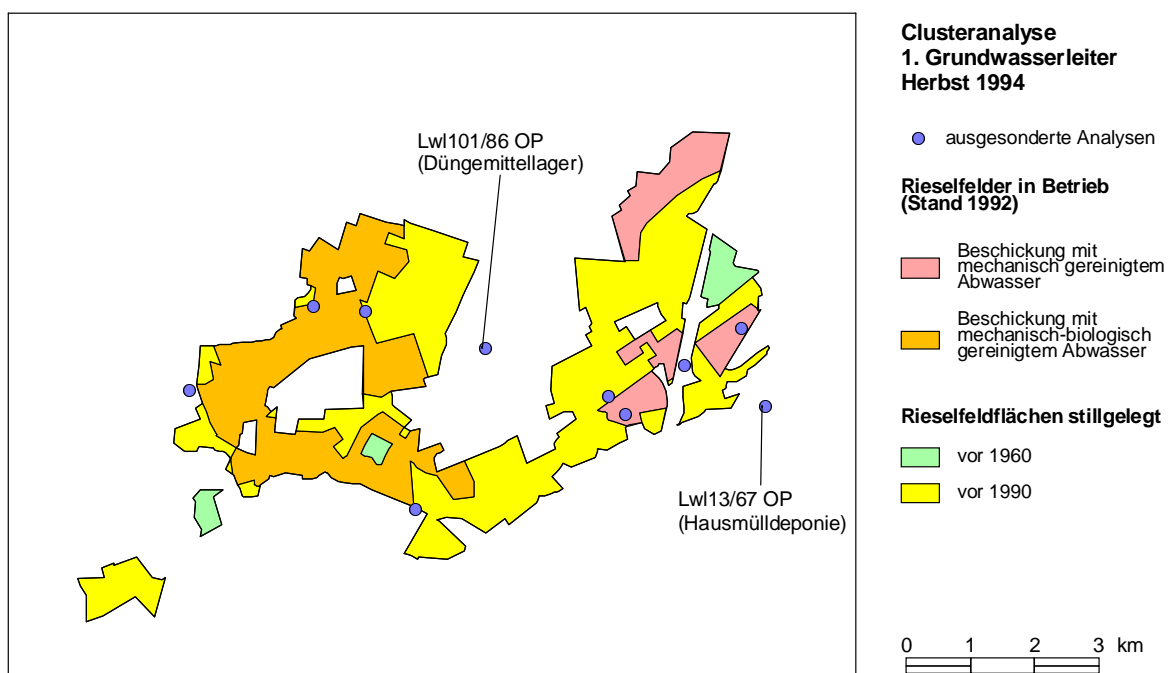 Lwl101/86 OP
(Düngemittellager)
Lwl13/67 OP
(Hausmülldeponie)
Clusteranalyse
1. Grundwasserleiter
Herbst 1994
ausgesonderte Analysen
Rieselfelder in Betrieb
(Stand 1992)
Beschickung mit
mechanisch gereinigtem
Abwasser
Beschickung mit
mechanisch-biologisch
gereinigtem Abwasser
Rieselfeldflächen stillgelegt
vor 1960
vor 1990
0 1 2 3 km